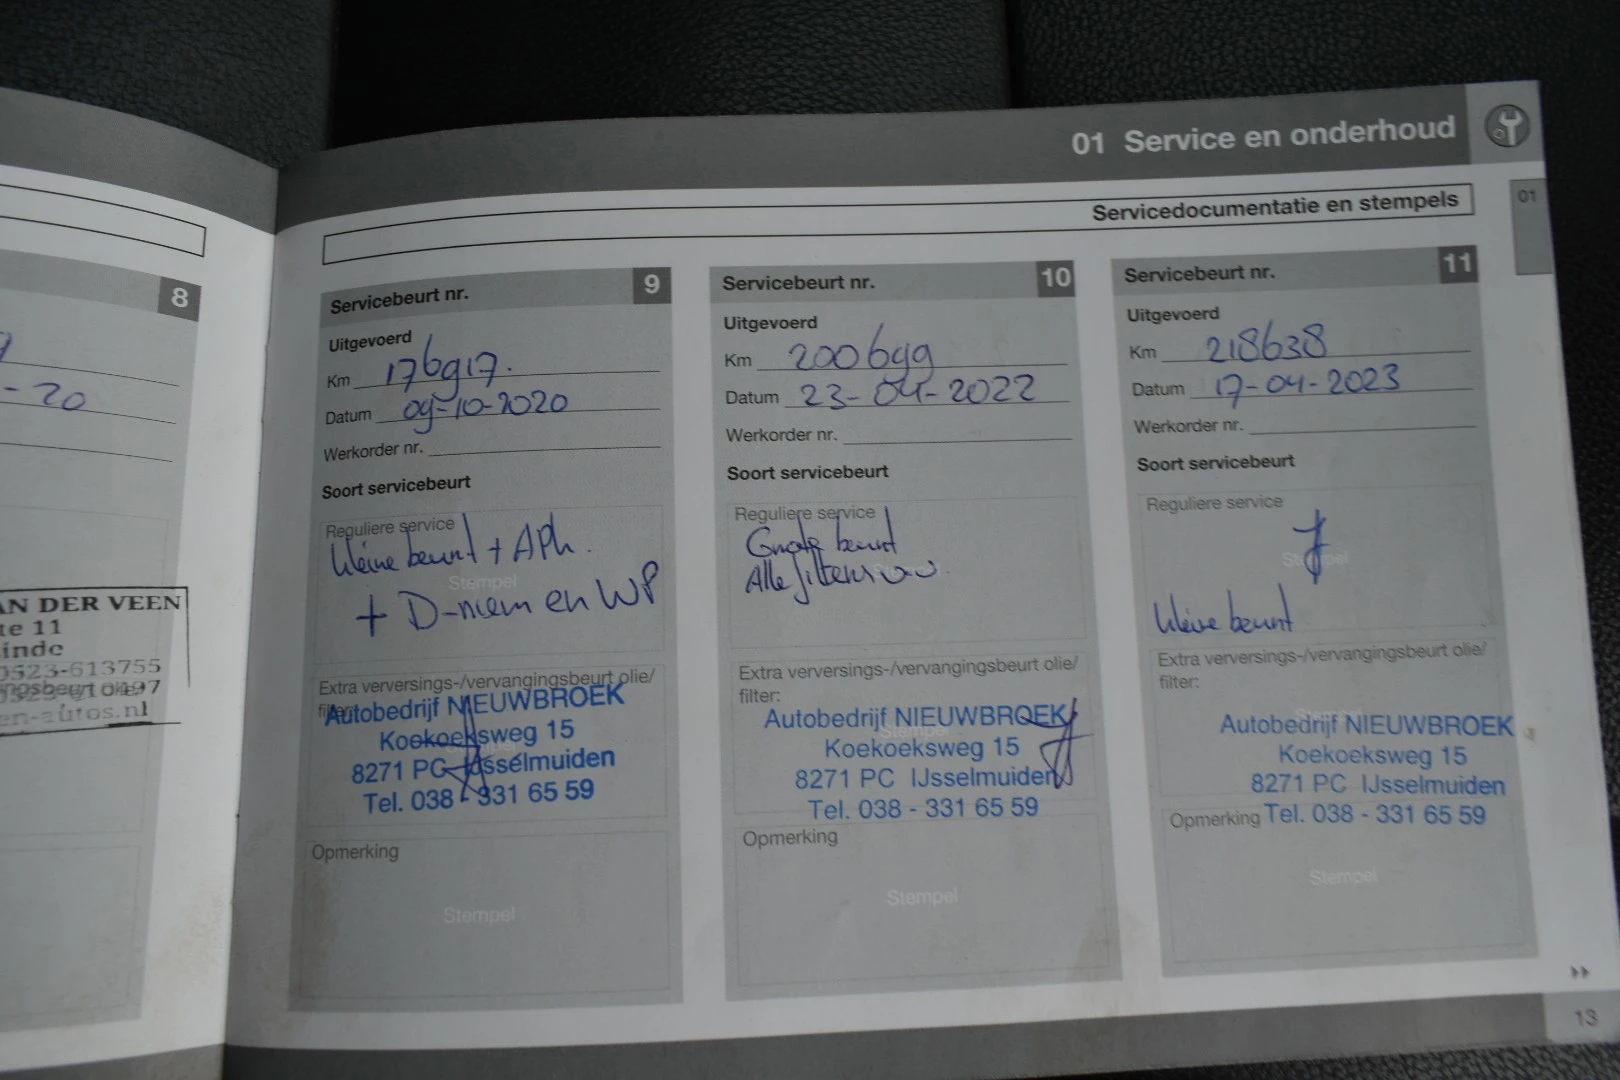 01 Service en onderhoud
01
Servicedocumentatie en stempels
8
- 20
AN DER VEEN
te 11
inde
0523-613755
ngsbeurt
en-autos.nl
Servicebeurt nr. 9
Uitgevoerd
Km 176917.
Datum 09-10-2020
Werkorder nr.
Soort servicebeurt
Reguliere service
kleine beurt + APk.
Stempel
+ D-riem en WP
Extra verversings-/vervangingsbeurt olie/
filter:
Autobedrijf NIEUWBROEK
Koekoeksweg 15
8271 PC IJsselmuiden
Tel. 038 - 331 65 59
Opmerking
Stempel
Servicebeurt nr. 10
Uitgevoerd
Km 200699
Datum 23-04-2022
Werkorder nr.
Soort servicebeurt
Reguliere service
Grote beurt
Alle filters
Extra verversings-/vervangingsbeurt olie/
filter:
Stempel
Autobedrijf NIEUWBROEK
Koekoeksweg 15
8271 PC IJsselmuiden
Tel. 038 - 331 65 59
Opmerking
Stempel
Servicebeurt nr. 11
Uitgevoerd
Km 218638
Datum 17-04-2023
Werkorder nr.
Soort servicebeurt
Reguliere service
Stempel
kleine beurt
Extra verversings-/vervangingsbeurt olie/
filter:
Stempel
Autobedrijf NIEUWBROEK
Koekoeksweg 15
8271 PC IJsselmuiden
Tel. 038 - 331 65 59
Opmerking
Stempel
13